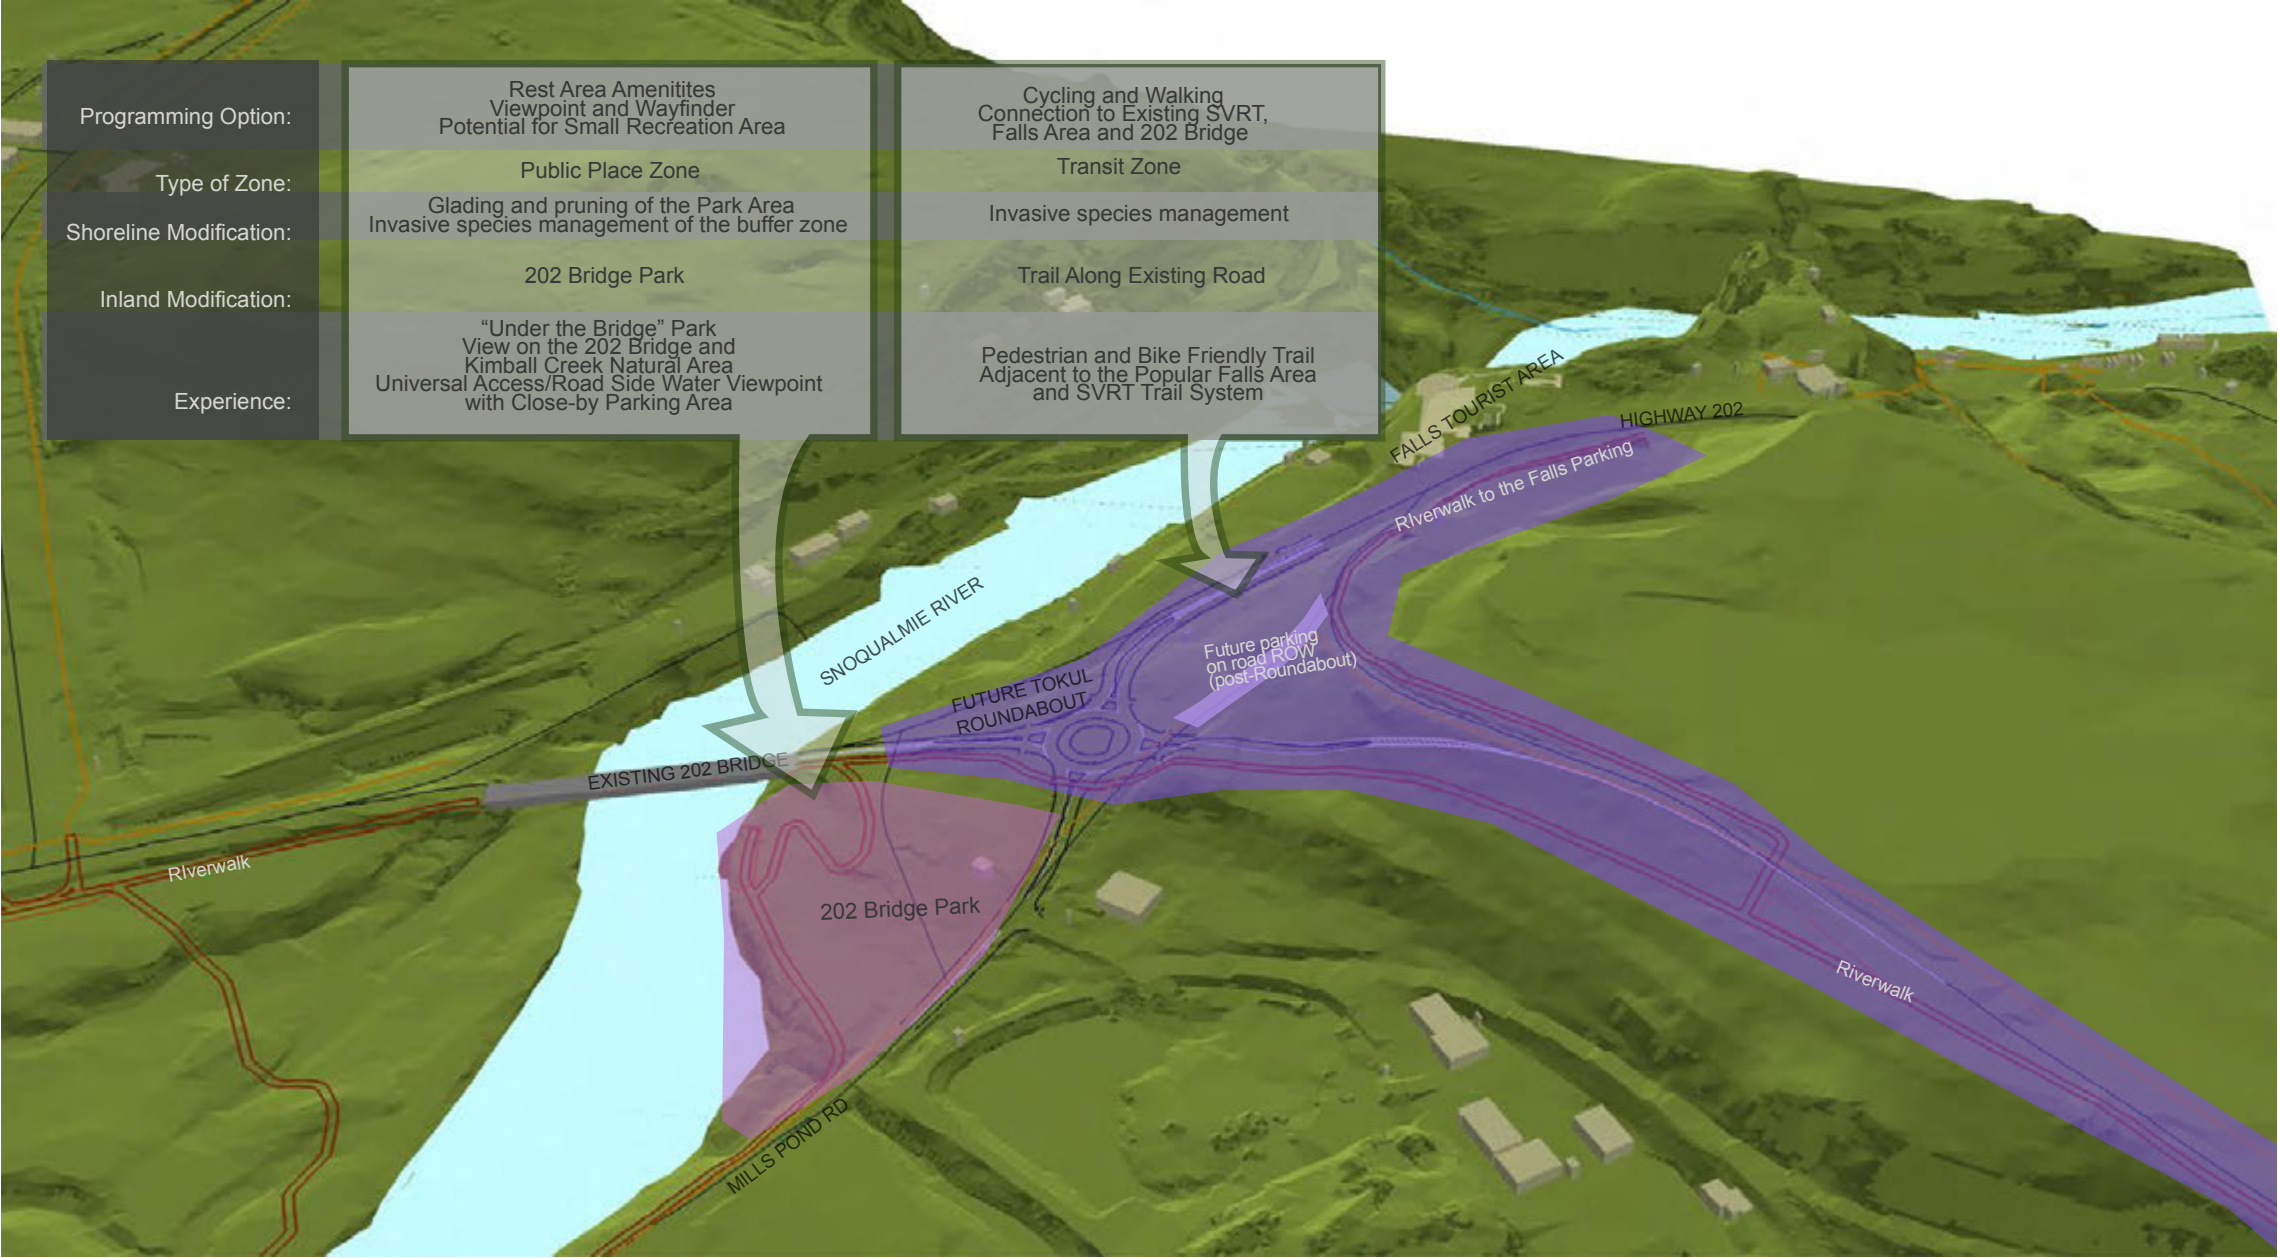 Programming Option:
Rest Area Amenitites
Viewpoint and Wayfinder
Potential for Small Recreation Area
Cycling and Walking
Connection to Existing SVRT,
Falls Area and 202 Bridge
Type of Zone:
Public Place Zone
Transit Zone
Shoreline Modification:
Glading and pruning of the Park Area
Invasive species management of the buffer zone
Invasive species management
Inland Modification:
202 Bridge Park
Trail Along Existing Road
Experience:
“Under the Bridge” Park
View on the 202 Bridge and
Kimball Creek Natural Area
Universal Access/Road Side Water Viewpoint
with Close-by Parking Area
Pedestrian and Bike Friendly Trail
Adjacent to the Popular Falls Area
and SVRT Trail System
FALLS TOURIST AREA
HIGHWAY 202
RIverwalk to the Falls Parking
SNOQUALMIE RIVER
Future parking
on road ROW
(post-Roundabout)
FUTURE TOKUL
ROUNDABOUT
EXISTING 202 BRIDGE
RIverwalk
202 Bridge Park
Riverwalk
MILLS POND RD